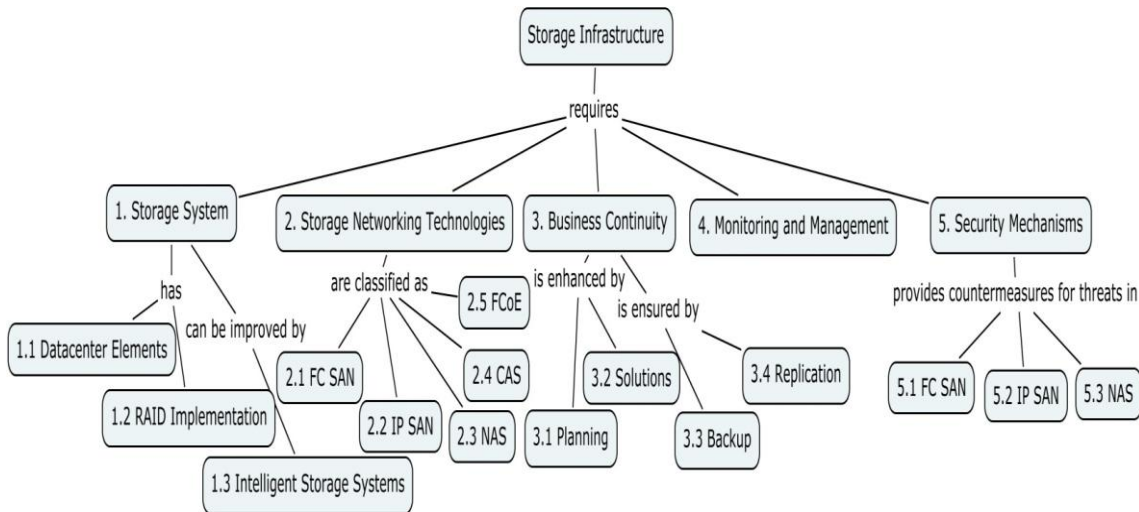 Storage Infrastructure
requires
1. Storage System
2. Storage Networking Technologies
3. Business Continuity
4. Monitoring and Management
5. Security Mechanisms
has
can be improved by
1.1 Datacenter Elements
1.2 RAID Implementation
1.3 Intelligent Storage Systems
are classified as
2.5 FCoE
2.1 FC SAN
2.2 IP SAN
2.3 NAS
2.4 CAS
is enhanced by
is ensured by
3.1 Planning
3.2 Solutions
3.3 Backup
3.4 Replication
provides countermeasures for threats in
5.1 FC SAN
5.2 IP SAN
5.3 NAS